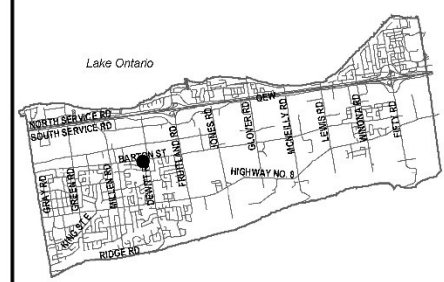 Lake Ontario
QEW
NORTH SERVICE RD
SOUTH SERVICE RD
BARTON ST
HIGHWAY NO. 8
GRAY RD
GREEN RD
MILLEN RD
DEWITT RD
FRUITLAND RD
JONES RD
GLOVER RD
MCNEILLY RD
LEWIS RD
WINONA RD
FIFTY RD
KING ST E
RIDGE RD